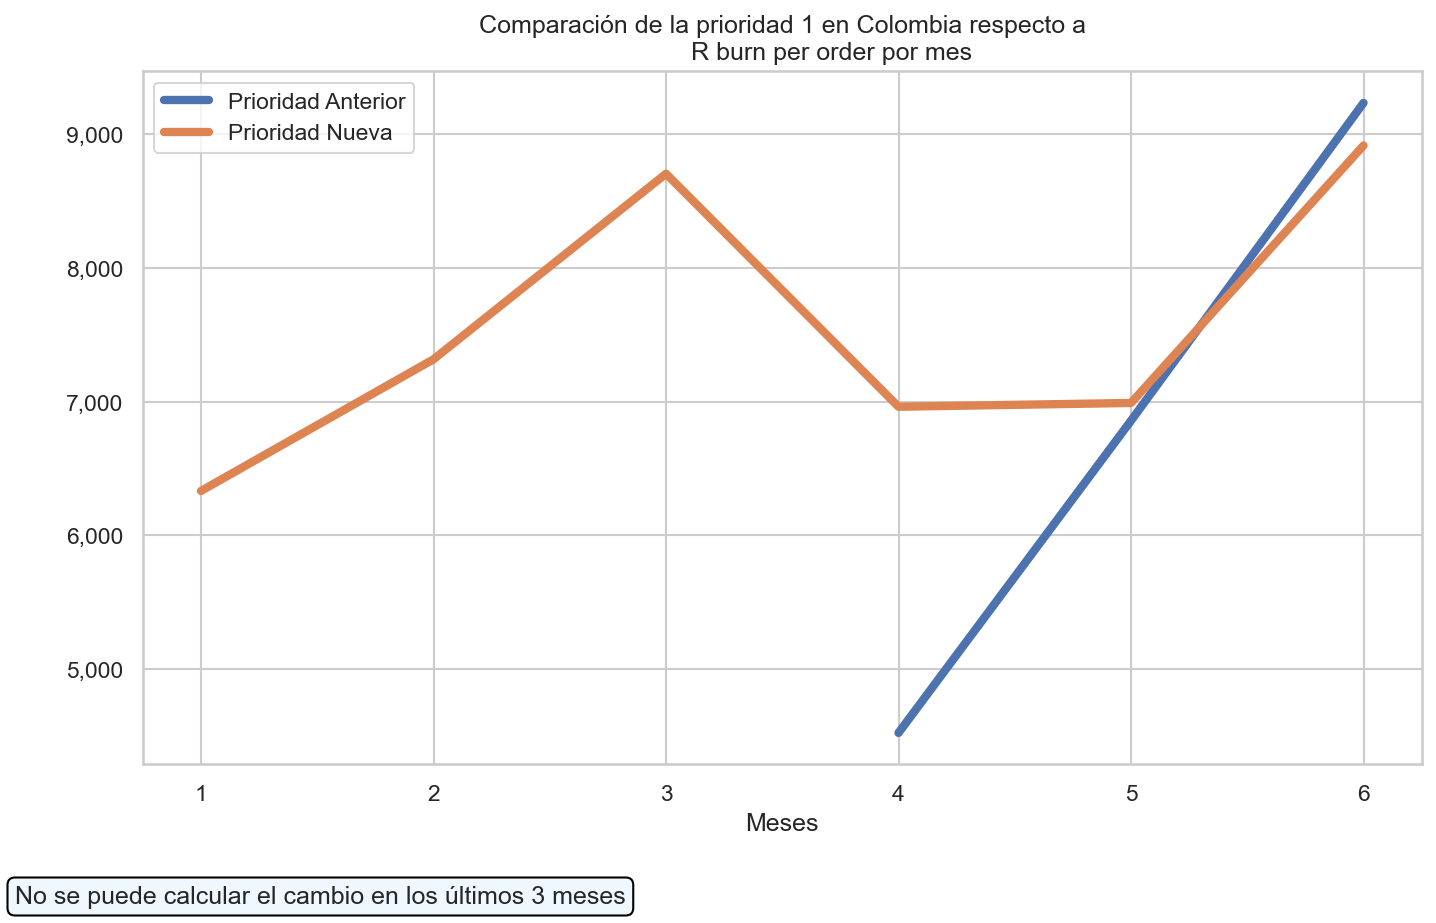 Comparación de la prioridad 1 en Colombia respecto a
R burn per order por mes
Prioridad Anterior
Prioridad Nueva
9,000
8,000
7,000
6,000
5,000
1 2 3 4 5 6
Meses
No se puede calcular el cambio en los últimos 3 meses